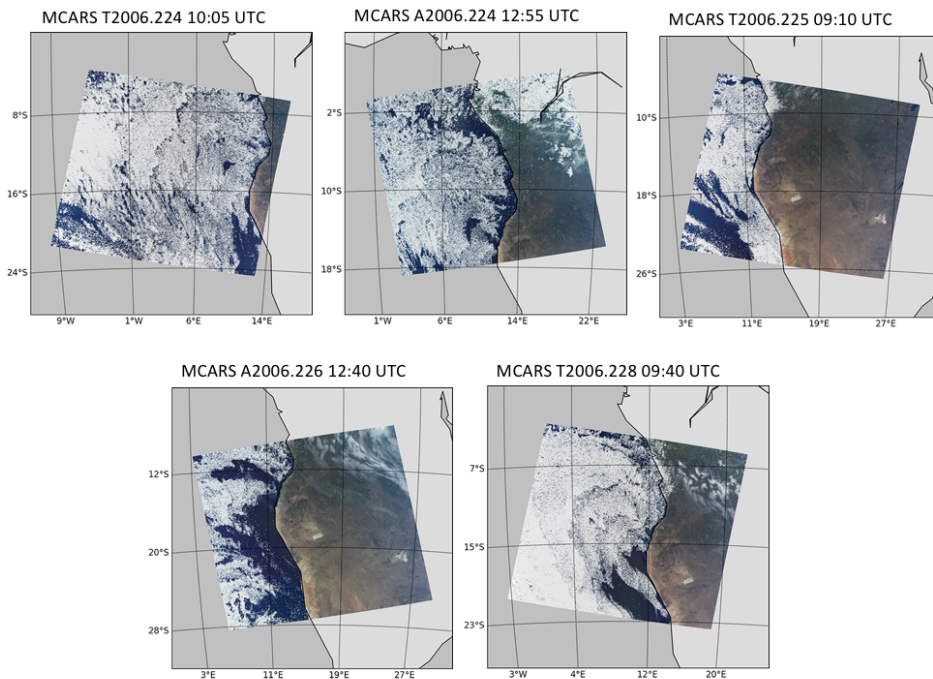 MCARS T2006.224 10:05 UTC
MCARS A2006.224 12:55 UTC
MCARS T2006.225 09:10 UTC
8°S
16°S
24°S
9°W
1°W
6°E
14°E
2°S
10°S
18°S
1°W
6°E
14°E
22°E
10°S
18°S
26°S
3°E
11°E
19°E
27°E
MCARS A2006.226 12:40 UTC
MCARS T2006.228 09:40 UTC
12°S
20°S
28°S
3°E
11°E
19°E
27°E
7°S
15°S
23°S
3°W
4°E
12°E
20°E